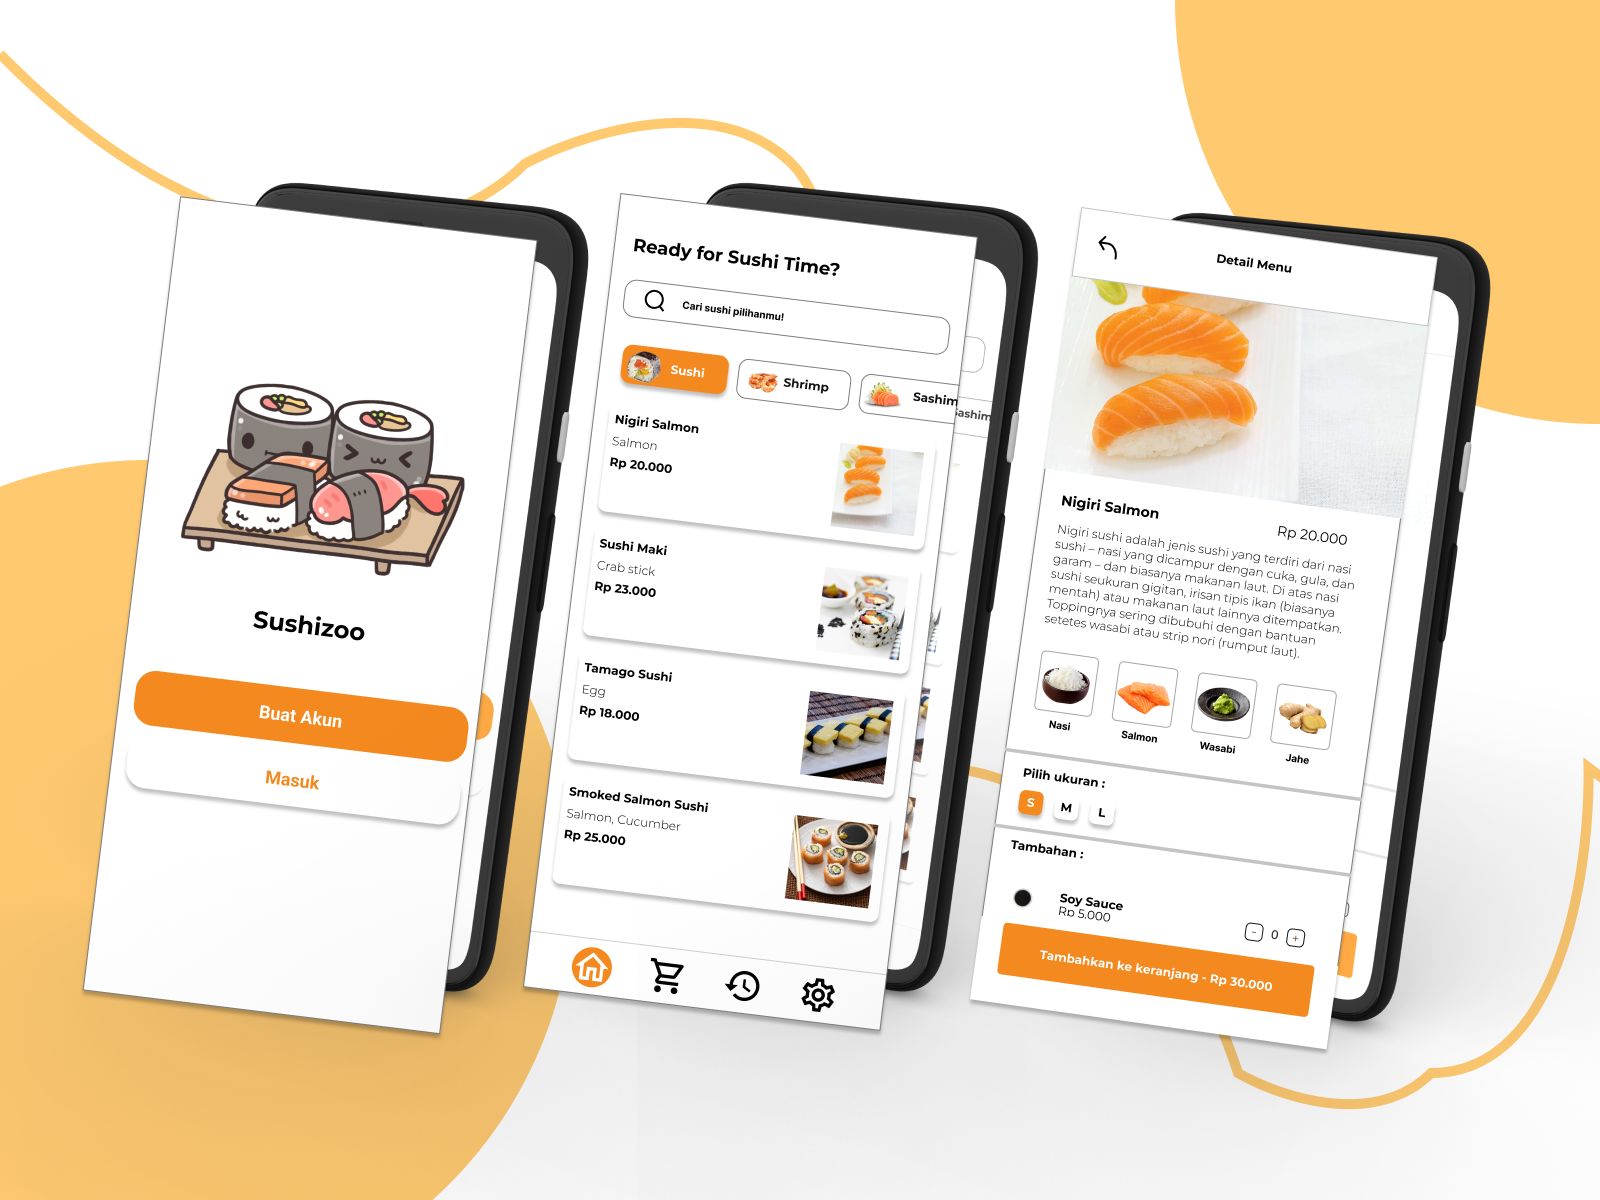 Sushizoo
Buat Akun
Masuk
Ready for Sushi Time?
Cari sushi pilihanmu!
Sushi
Shrimp
Sashim
ashim
Nigiri Salmon
Salmon
Rp 20.000
Sushi Maki
Crab stick
Rp 23.000
Tamago Sushi
Egg
Rp 18.000
Smoked Salmon Sushi
Salmon, Cucumber
Rp 25.000
Detail Menu
Nigiri Salmon
Rp 20.000
Nigiri sushi adalah jenis sushi yang terdiri dari nasi
sushi – nasi yang dicampur dengan cuka, gula, dan
garam – dan biasanya makanan laut. Di atas nasi
sushi seukuran gigitan, irisan tipis ikan (biasanya
mentah) atau makanan laut lainnya ditempatkan.
Toppingnya sering dibubuhi dengan bantuan
setetes wasabi atau strip nori (rumput laut).
Nasi
Salmon
Wasabi
Jahe
Pilih ukuran :
S
M
L
Tambahan :
Soy Sauce
Rp 5.000
- 0 +
Tambahkan ke keranjang - Rp 30.000